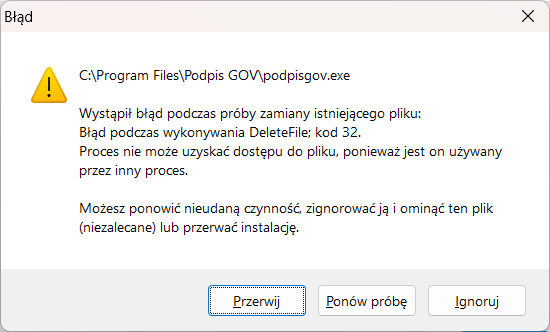 Błąd
C:\Program Files\Podpis GOV\podpisgov.exe
Wystąpił błąd podczas próby zamiany istniejącego pliku:
Błąd podczas wykonywania DeleteFile; kod 32.
Proces nie może uzyskać dostępu do pliku, ponieważ jest on używany
przez inny proces.
Możesz ponowić nieudaną czynność, zignorować ją i ominąć ten plik
(niezalecane) lub przerwać instalację.
Przerwij
Ponów próbę
Ignoruj